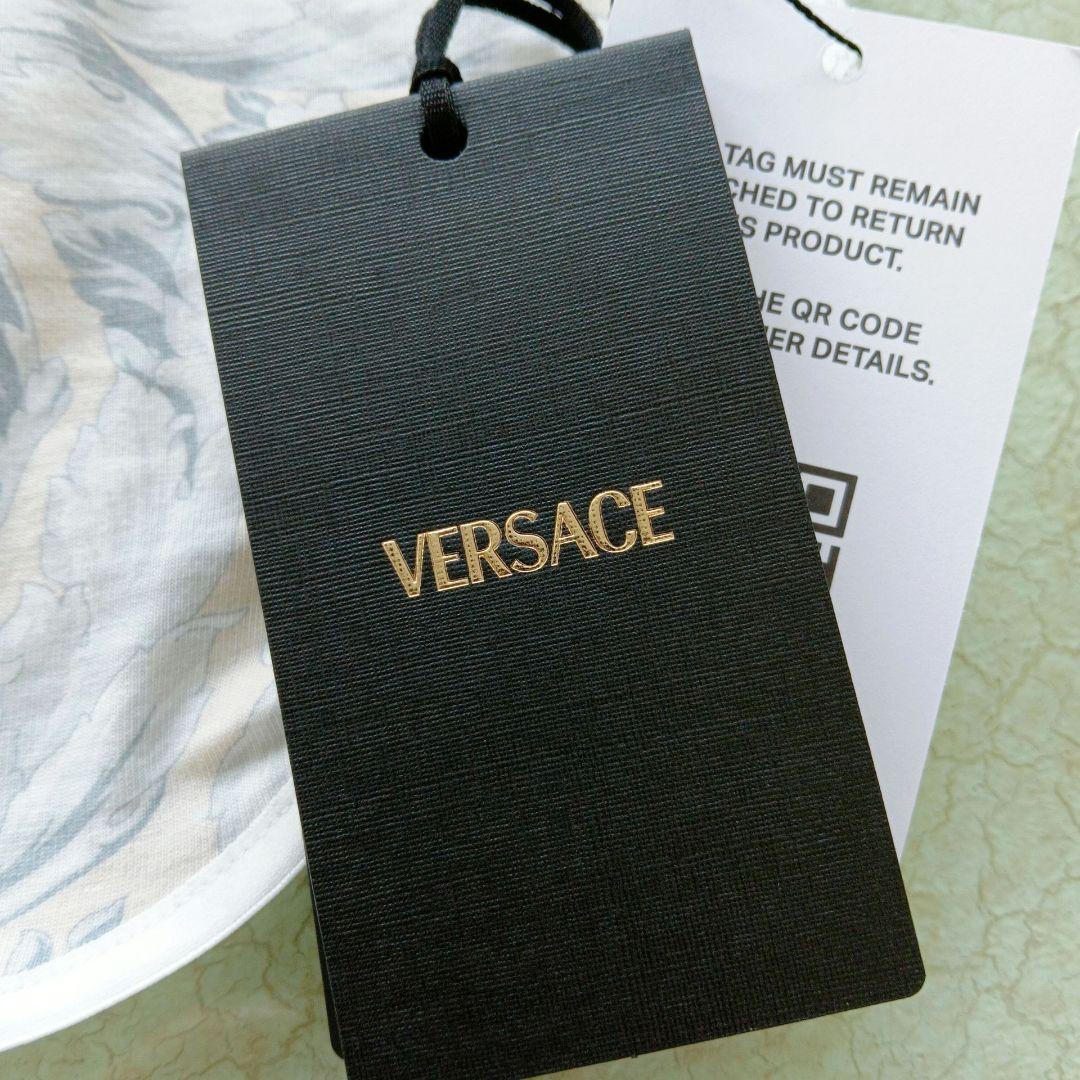 VERSACE
TAG MUST REMAIN
CHED TO RETURN
S PRODUCT.
HE QR CODE
ER DETAILS.